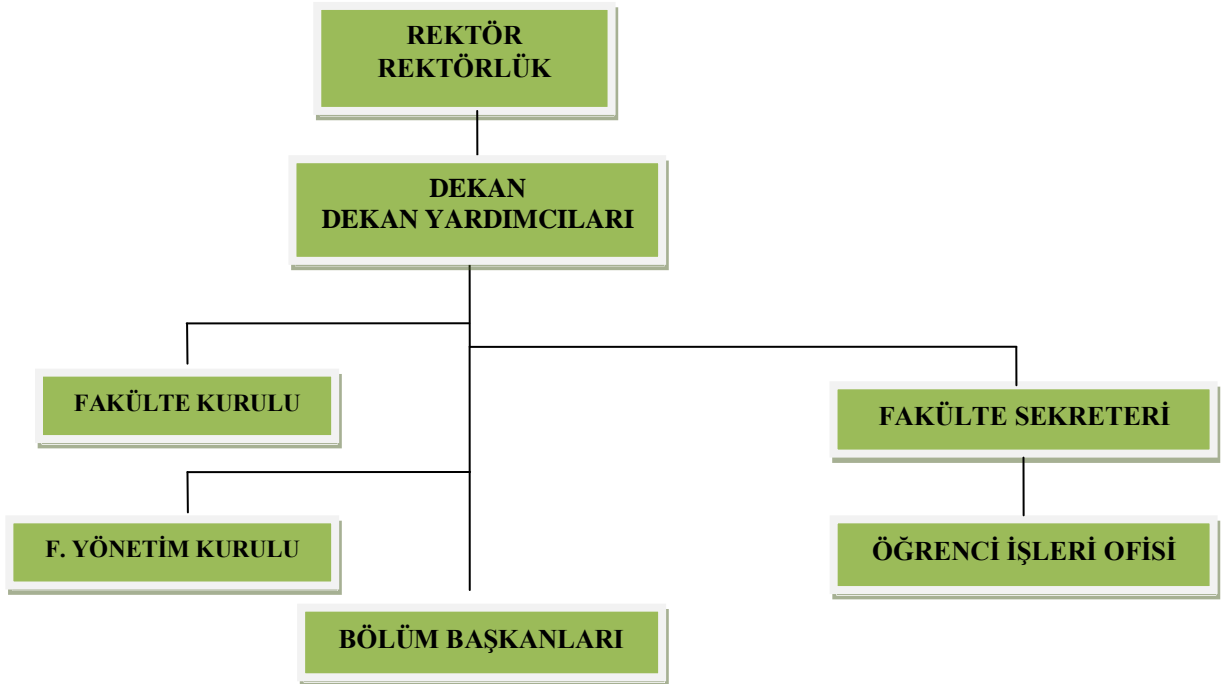 REKTÖR
REKTÖRLÜK
DEKAN
DEKAN YARDIMCILARI
FAKÜLTE KURULU
FAKÜLTE SEKRETERİ
F. YÖNETİM KURULU
ÖĞRENCİ İŞLERİ OFİSİ
BÖLÜM BAŞKANLARI